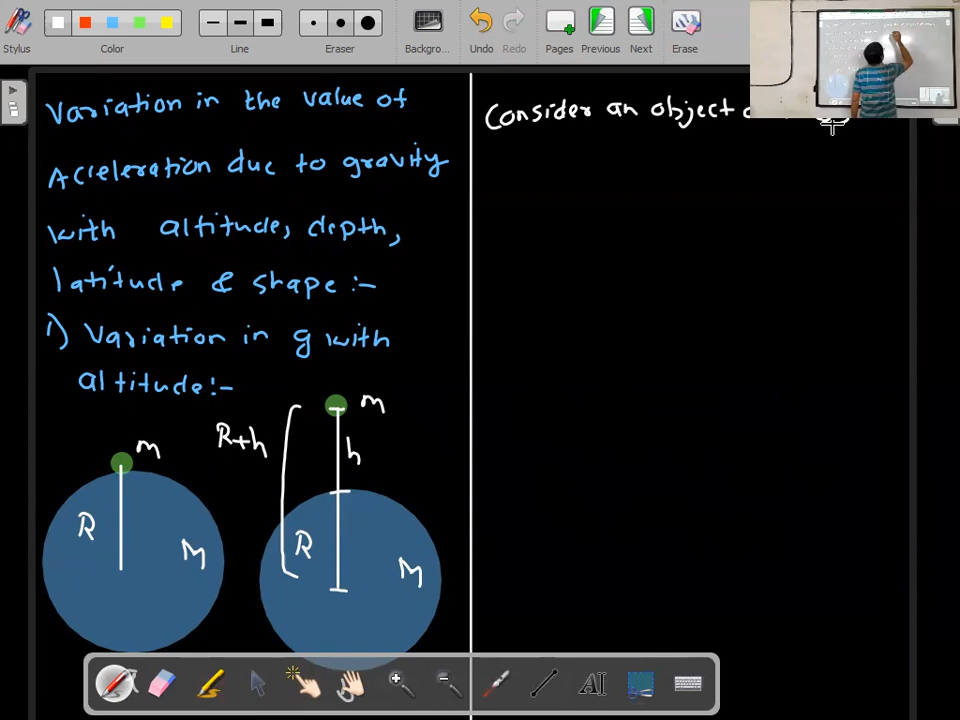 Stylus
Color
Line
Eraser
Backgro...
Undo
Redo
Pages
Previous
Next
Erase
Variation in the value of
Acceleration due to gravity
with altitude, depth,
latitude & shape :-
1) Variation in g with
altitude :-
m
R
M
R+h
m
h
R
M
Consider an object